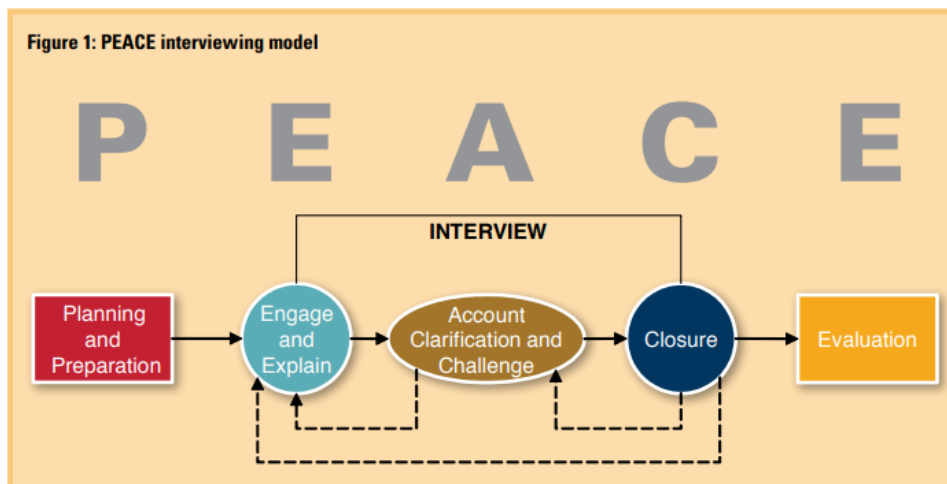 Figure 1: PEACE interviewing model
P E A C E
INTERVIEW
Planning
and
Preparation
Engage
and
Explain
Account
Clarification and
Challenge
Closure
Evaluation